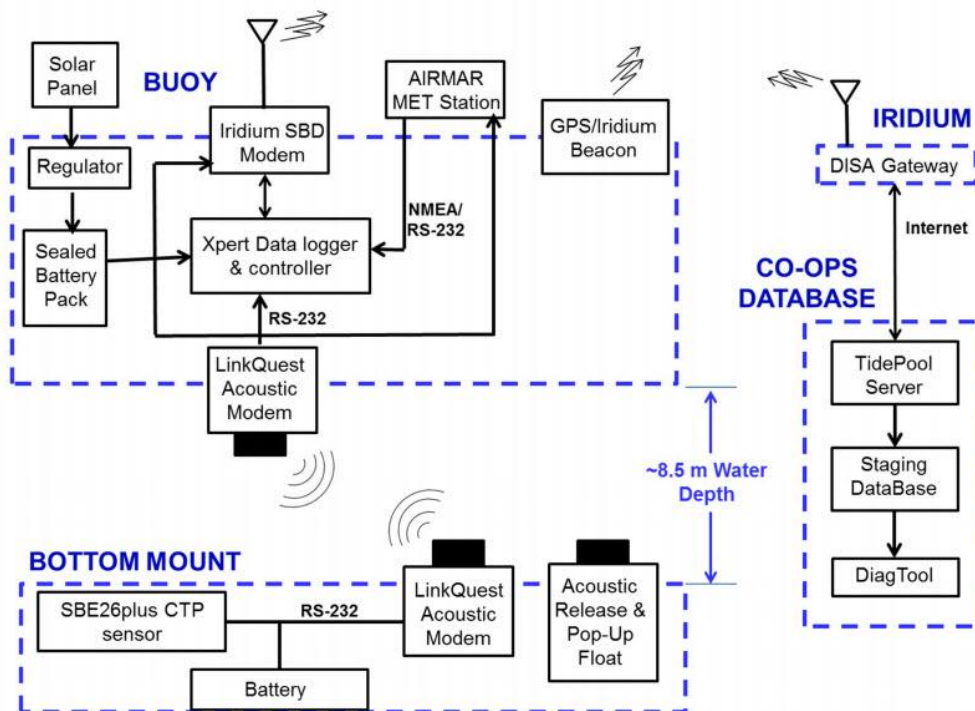 Solar
Panel
BUOY
AIRMAR
MET Station
Iridium SBD
Modem
GPS/Iridium
Beacon
Regulator
NMEA/
RS-232
Sealed
Battery
Pack
Xpert Data logger
& controller
RS-232
LinkQuest
Acoustic
Modem
IRIDIUM
DISA Gateway
Internet
CO-OPS
DATABASE
TidePool
Server
Staging
DataBase
DiagTool
~8.5 m Water
Depth
BOTTOM MOUNT
SBE26plus CTP
sensor
RS-232
LinkQuest
Acoustic
Modem
Acoustic
Release &
Pop-Up
Float
Battery